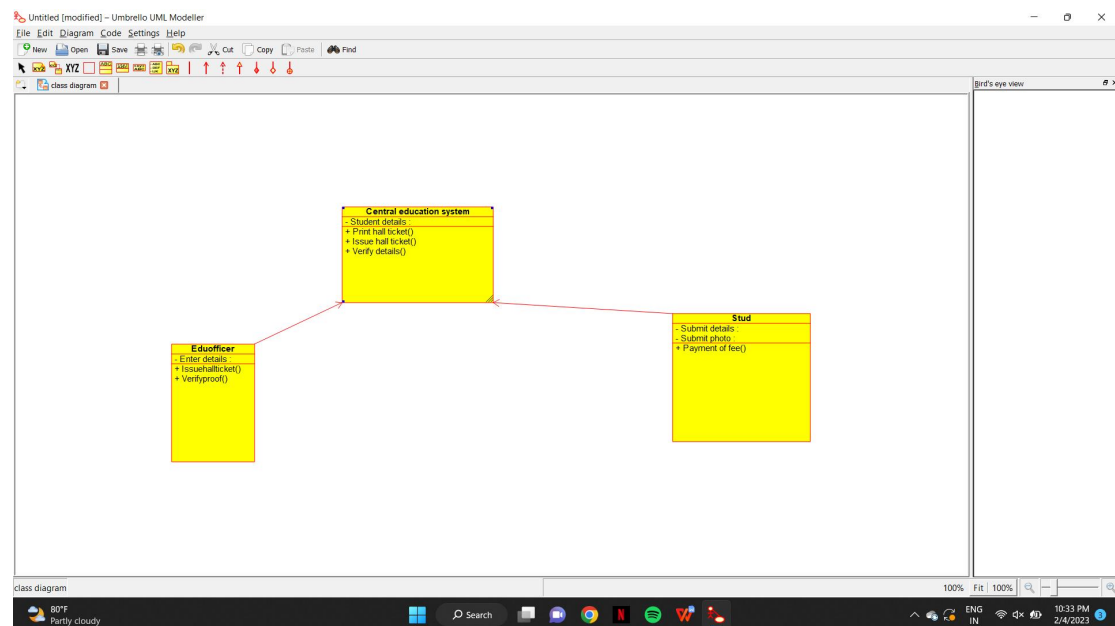 Untitled [modified] – Umbrello UML Modeller
File Edit Diagram Code Settings Help
New Open Save Cut Copy Paste Find
XYZ
class diagram
Bird's eye view
Central education system
- Student details :
+ Print hall ticket()
+ Issue hall ticket()
+ Verify details()
Stud
- Submit details :
- Submit photo :
+ Payment of fee()
Eduofficer
- Enter details :
+ Issuehallticket()
+ Verifyproof()
class diagram
100% Fit 100%
80°F
Partly cloudy
Search
ENG
IN
10:33 PM
2/4/2023
3